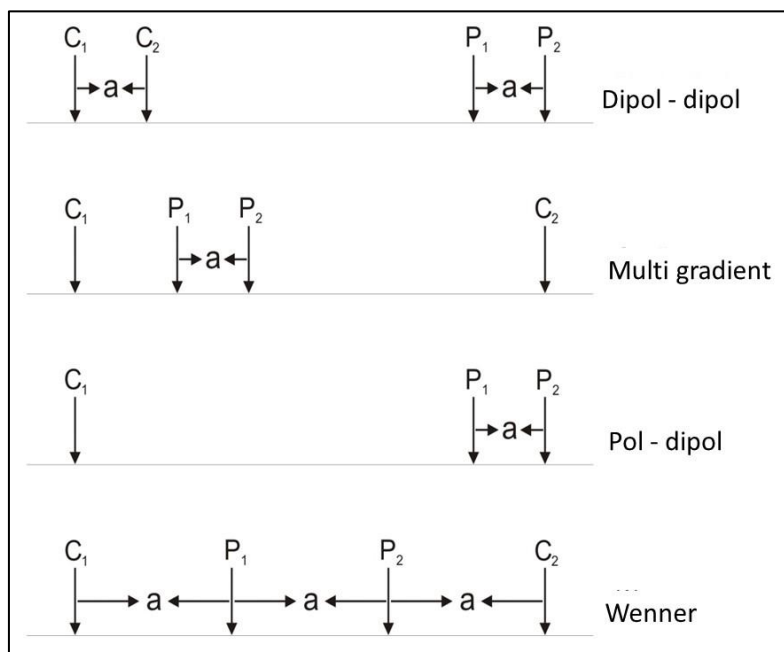 C₁ C₂ P₁ P₂
a a
Dipol - dipol
C₁ P₁ P₂ C₂
a
Multi gradient
C₁ P₁ P₂
a
Pol - dipol
C₁ P₁ P₂ C₂
a a a
Wenner